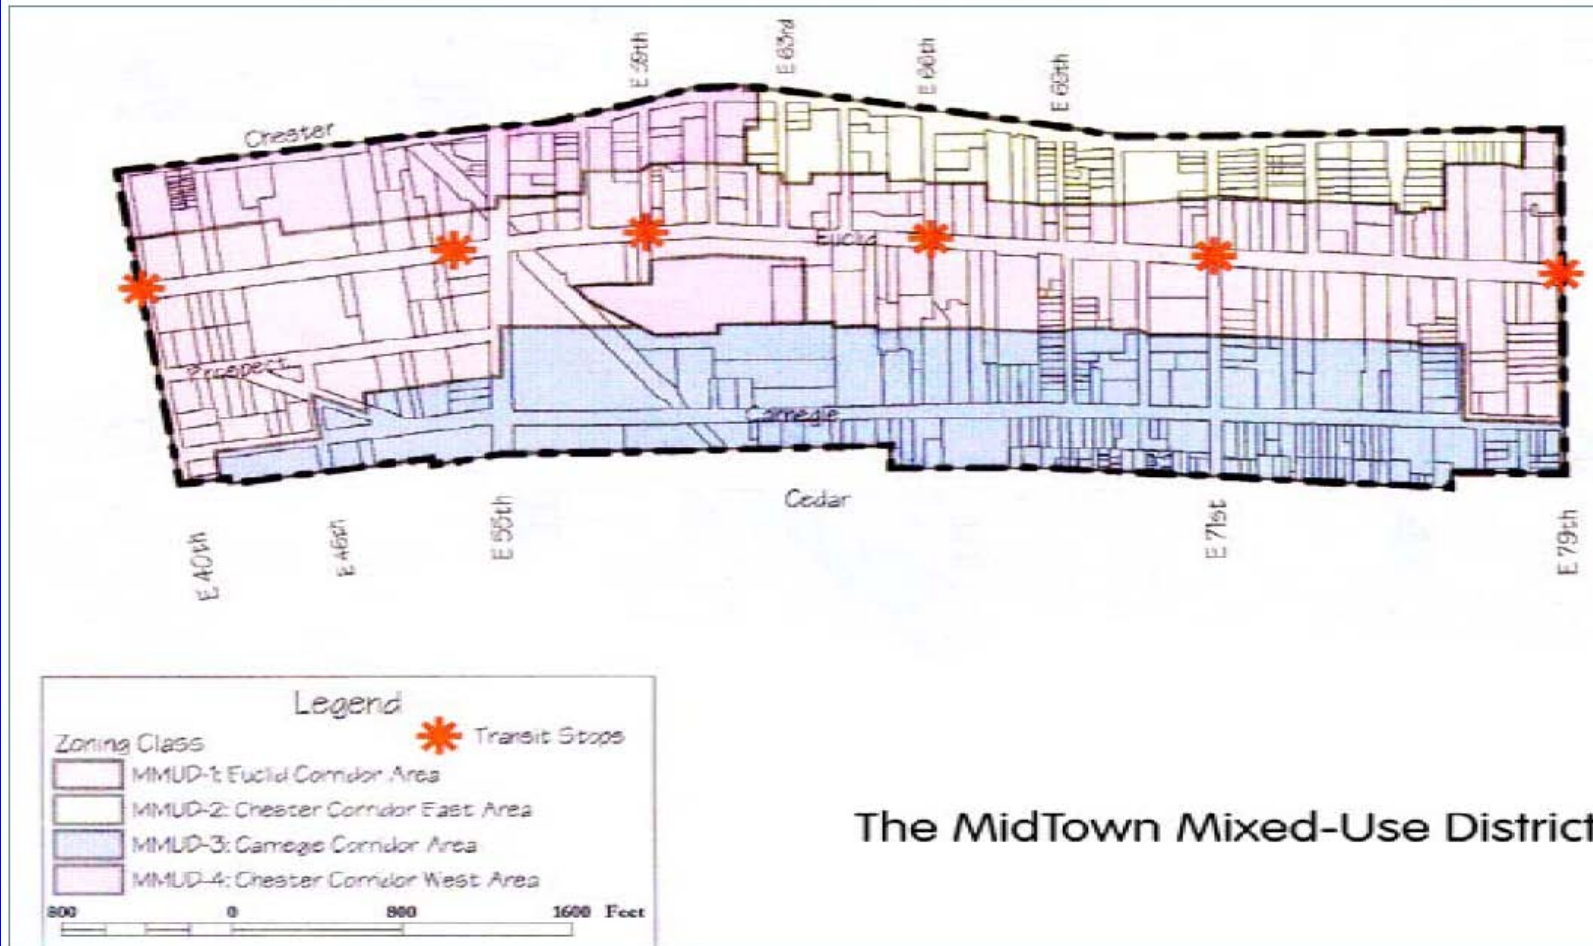 E 59th
E 63rd
E 66th
E 69th
Chester
Euclid
Prospect
Carnegie
Cedar
E 40th
E 46th
E 55th
E 71st
E 79th
Legend
Zoning Class
Transit Stops
MMUD-1: Euclid Corridor Area
MMUD-2: Chester Corridor East Area
MMUD-3: Carnegie Corridor Area
MMUD-4: Chester Corridor West Area
800 0 800 1600 Feet
The MidTown Mixed-Use District